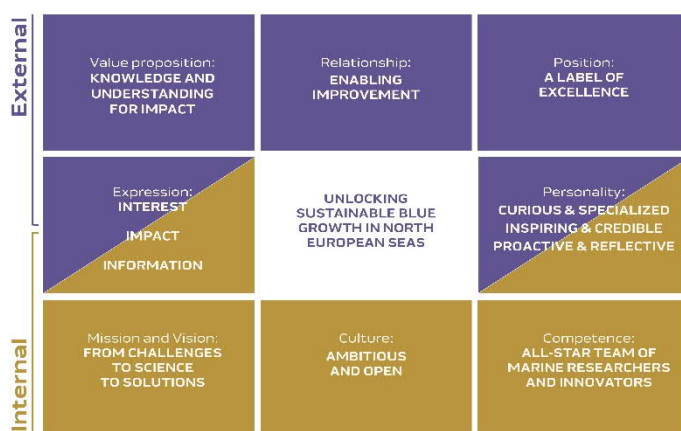 External
Value proposition:
KNOWLEDGE AND
UNDERSTANDING
FOR IMPACT
Relationship:
ENABLING
IMPROVEMENT
Position:
A LABEL OF
EXCELLENCE
Expression:
INTEREST
IMPACT
INFORMATION
UNLOCKING
SUSTAINABLE BLUE
GROWTH IN NORTH
EUROPEAN SEAS
Personality:
CURIOUS & SPECIALIZED
INSPIRING & CREDIBLE
PROACTIVE & REFLECTIVE
Internal
Mission and Vision:
FROM CHALLENGES
TO SCIENCE
TO SOLUTIONS
Culture:
AMBITIOUS
AND OPEN
Competence:
ALL-STAR TEAM OF
MARINE RESEARCHERS
AND INNOVATORS